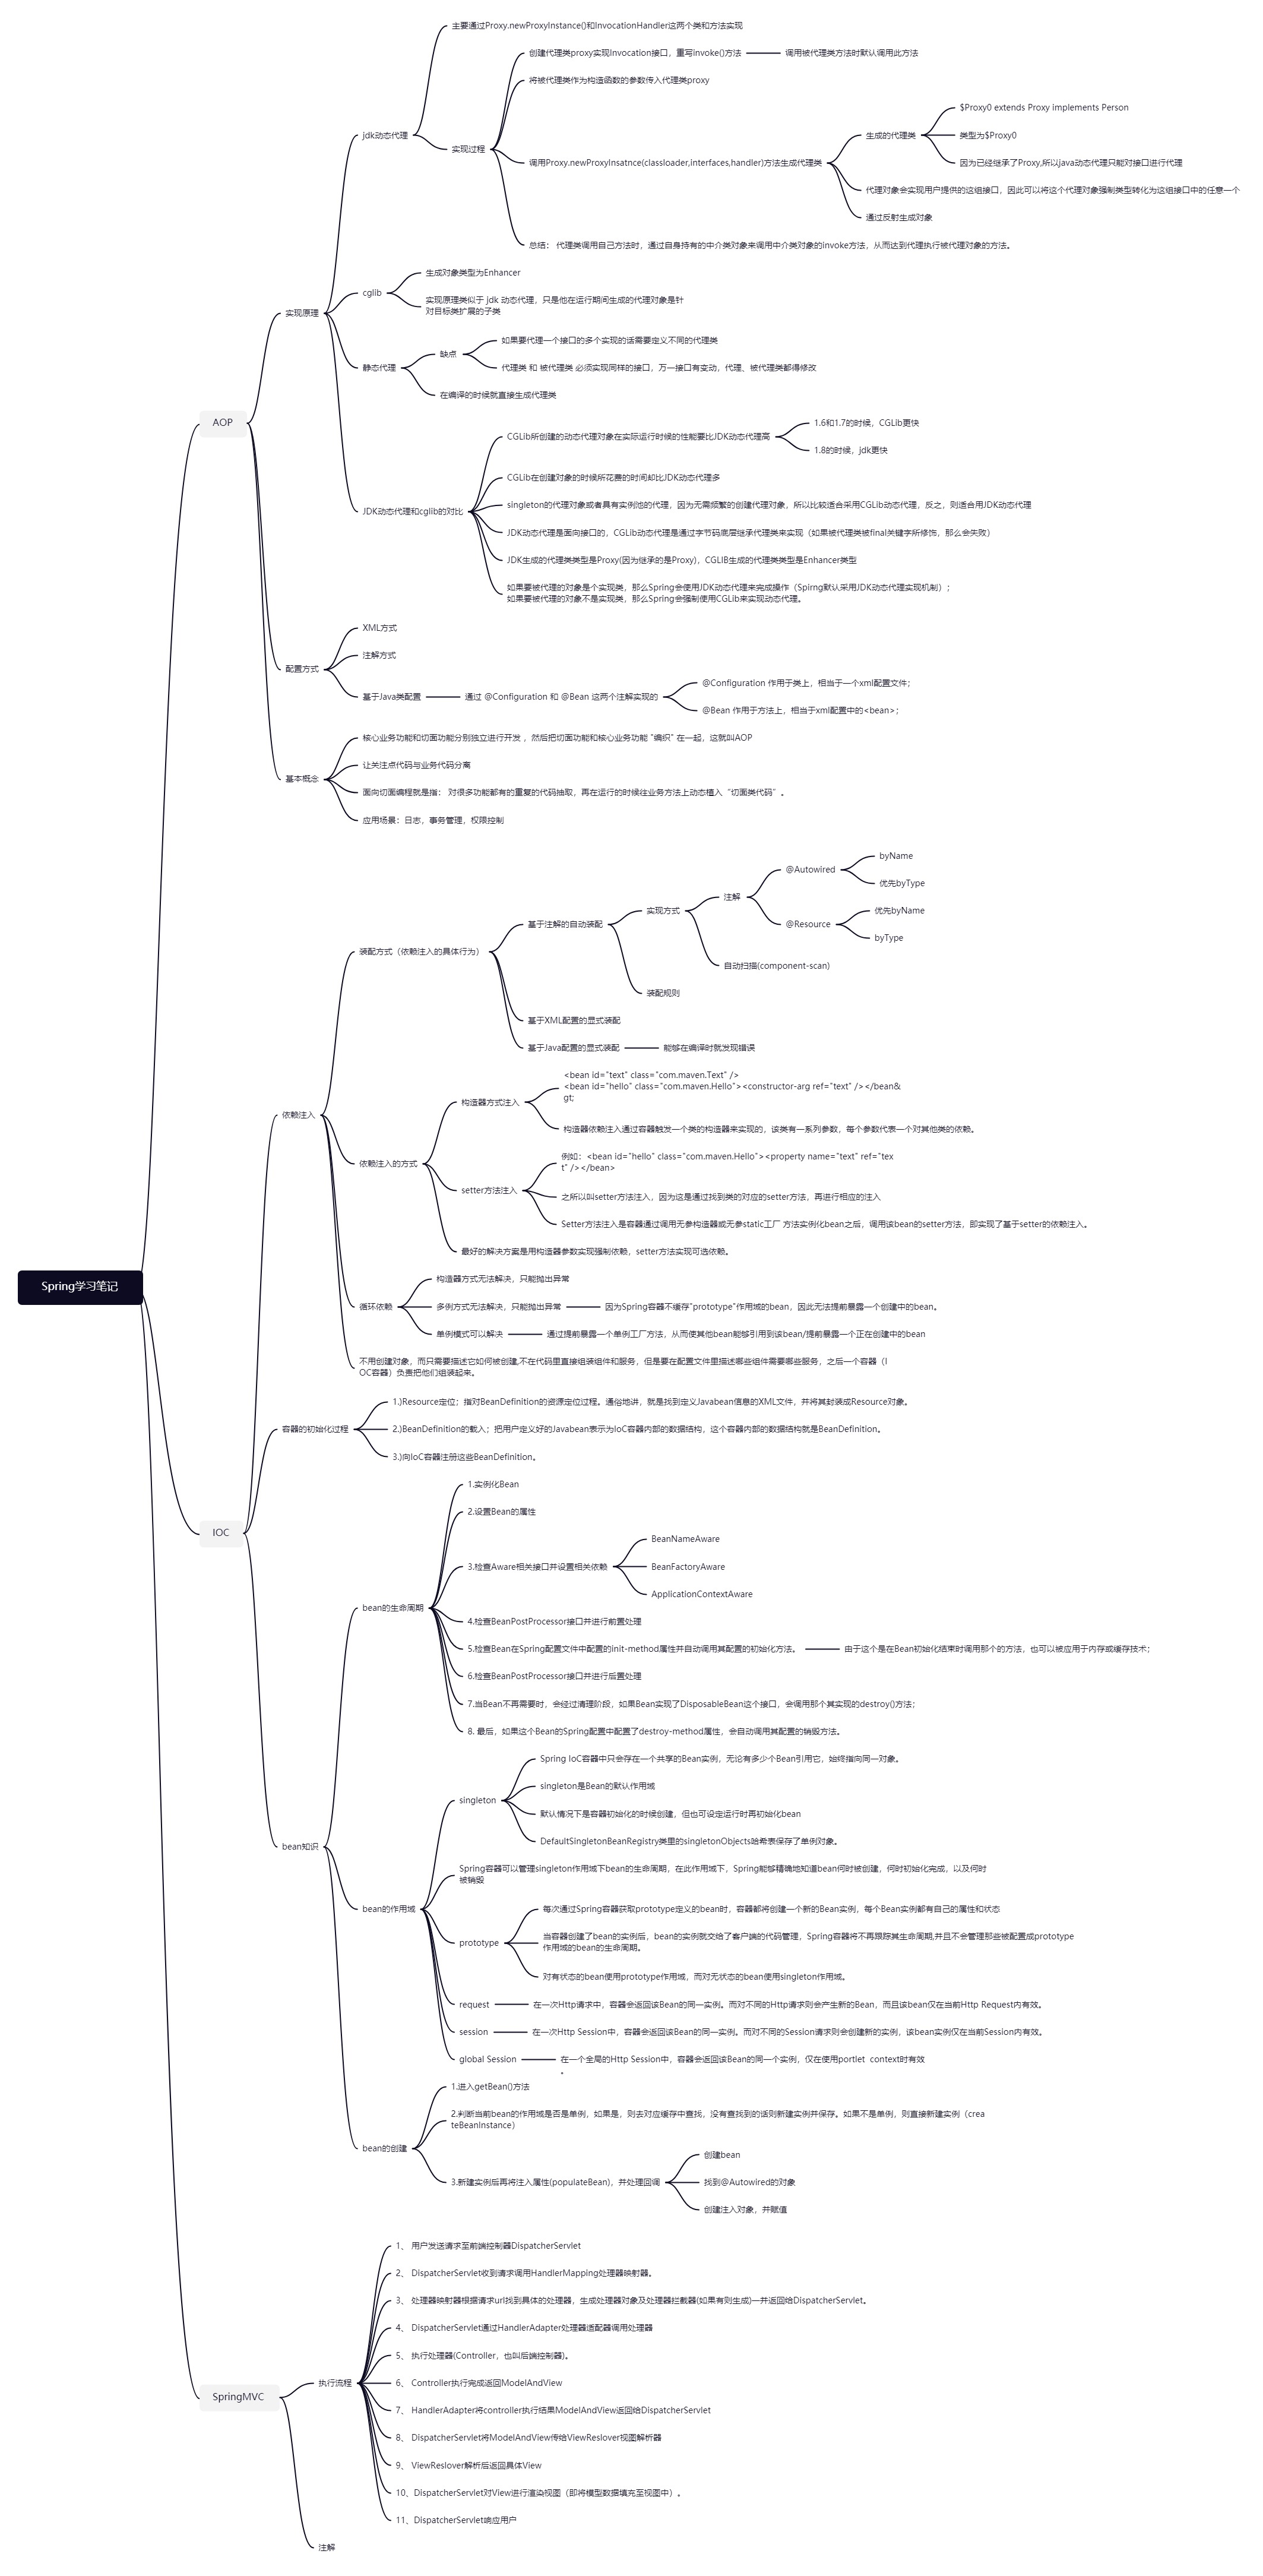 Spring学习笔记
AOP
实现原理
jdk动态代理
主要通过Proxy.newProxyInstance()和InvocationHandler这两个类和方法实现
实现过程
创建代理类proxy实现Invocation接口，重写invoke()方法
调用被代理类方法时默认调用此方法
将被代理类作为构造函数的参数传入代理类proxy
调用Proxy.newProxyInsatnce(classloader,interfaces,handler)方法生成代理类
生成的代理类
$Proxy0 extends Proxy implements Person
类型为$Proxy0
因为已经继承了Proxy,所以java动态代理只能对接口进行代理
代理对象会实现用户提供的这组接口，因此可以将这个代理对象强制类型转化为这组接口中的任意一个
通过反射生成对象
总结： 代理类调用自己方法时，通过自身持有的中介类对象来调用中介类对象的invoke方法，从而达到代理执行被代理对象的方法。
cglib
生成对象类型为Enhancer
实现原理类似于 jdk 动态代理，只是他在运行期间生成的代理对象是针
对目标类扩展的子类
静态代理
缺点
如果要代理一个接口的多个实现的话需要定义不同的代理类
代理类 和 被代理类 必须实现同样的接口，万一接口有变动，代理、被代理类都得修改
在编译的时候就直接生成代理类
JDK动态代理和cglib的对比
CGLib所创建的动态代理对象在实际运行时候的性能要比JDK动态代理高
1.6和1.7的时候，CGLib更快
1.8的时候，jdk更快
CGLib在创建对象的时候所花费的时间却比JDK动态代理多
singleton的代理对象或者具有实例池的代理，因为无需频繁的创建代理对象，所以比较适合采用CGLib动态代理，反之，则适合用JDK动态代理
JDK动态代理是面向接口的，CGLib动态代理是通过字节码底层继承代理类来实现（如果被代理类被final关键字所修饰，那么会失败）
JDK生成的代理类类型是Proxy(因为继承的是Proxy)，CGLIB生成的代理类类型是Enhancer类型
如果要被代理的对象是个实现类，那么Spring会使用JDK动态代理来完成操作（Spirng默认采用JDK动态代理实现机制）；
如果要被代理的对象不是实现类，那么Spring会强制使用CGLib来实现动态代理。
配置方式
XML方式
注解方式
基于Java类配置
通过 @Configuration 和 @Bean 这两个注解实现的
@Configuration 作用于类上，相当于一个xml配置文件；
@Bean 作用于方法上，相当于xml配置中的<bean>；
基本概念
核心业务功能和切面功能分别独立进行开发 ，然后把切面功能和核心业务功能 "编织" 在一起，这就叫AOP
让关注点代码与业务代码分离
面向切面编程就是指： 对很多功能都有的重复的代码抽取，再在运行的时候往业务方法上动态植入“切面类代码”。
应用场景：日志，事务管理，权限控制
IOC
依赖注入
装配方式（依赖注入的具体行为）
基于注解的自动装配
实现方式
注解
@Autowired
byName
优先byType
@Resource
优先byName
byType
自动扫描(component-scan)
装配规则
基于XML配置的显式装配
基于Java配置的显式装配
能够在编译时就发现错误
依赖注入的方式
构造器方式注入
<bean id="text" class="com.maven.Text" />
<bean id="hello" class="com.maven.Hello"><constructor-arg ref="text" /></bean&
gt;
构造器依赖注入通过容器触发一个类的构造器来实现的，该类有一系列参数，每个参数代表一个对其他类的依赖。
setter方法注入
例如：<bean id="hello" class="com.maven.Hello"><property name="text" ref="tex
t" /></bean>
之所以叫setter方法注入，因为这是通过找到类的对应的setter方法，再进行相应的注入
Setter方法注入是容器通过调用无参构造器或无参static工厂 方法实例化bean之后，调用该bean的setter方法，即实现了基于setter的依赖注入。
最好的解决方案是用构造器参数实现强制依赖，setter方法实现可选依赖。
循环依赖
构造器方式无法解决，只能抛出异常
多例方式无法解决，只能抛出异常
因为Spring容器不缓存"prototype"作用域的bean，因此无法提前暴露一个创建中的bean。
单例模式可以解决
通过提前暴露一个单例工厂方法，从而使其他bean能够引用到该bean/提前暴露一个正在创建中的bean
不用创建对象，而只需要描述它如何被创建,不在代码里直接组装组件和服务，但是要在配置文件里描述哪些组件需要哪些服务，之后一个容器（I
OC容器）负责把他们组装起来。
容器的初始化过程
1.)Resource定位；指对BeanDefinition的资源定位过程。通俗地讲，就是找到定义Javabean信息的XML文件，并将其封装成Resource对象。
2.)BeanDefinition的载入；把用户定义好的Javabean表示为IoC容器内部的数据结构，这个容器内部的数据结构就是BeanDefinition。
3.)向IoC容器注册这些BeanDefinition。
bean知识
bean的生命周期
1.实例化Bean
2.设置Bean的属性
3.检查Aware相关接口并设置相关依赖
BeanNameAware
BeanFactoryAware
ApplicationContextAware
4.检查BeanPostProcessor接口并进行前置处理
5.检查Bean在Spring配置文件中配置的init-method属性并自动调用其配置的初始化方法。
由于这个是在Bean初始化结束时调用那个的方法，也可以被应用于内存或缓存技术；
6.检查BeanPostProcessor接口并进行后置处理
7.当Bean不再需要时，会经过清理阶段，如果Bean实现了DisposableBean这个接口，会调用那个其实现的destroy()方法；
8. 最后，如果这个Bean的Spring配置中配置了destroy-method属性，会自动调用其配置的销毁方法。
bean的作用域
singleton
Spring IoC容器中只会存在一个共享的Bean实例，无论有多少个Bean引用它，始终指向同一对象。
singleton是Bean的默认作用域
默认情况下是容器初始化的时候创建，但也可设定运行时再初始化bean
DefaultSingletonBeanRegistry类里的singletonObjects哈希表保存了单例对象。
Spring容器可以管理singleton作用域下bean的生命周期，在此作用域下，Spring能够精确地知道bean何时被创建，何时初始化完成，以及何时
被销毁
prototype
每次通过Spring容器获取prototype定义的bean时，容器都将创建一个新的Bean实例，每个Bean实例都有自己的属性和状态
当容器创建了bean的实例后，bean的实例就交给了客户端的代码管理，Spring容器将不再跟踪其生命周期,并且不会管理那些被配置成prototype
作用域的bean的生命周期。
对有状态的bean使用prototype作用域，而对无状态的bean使用singleton作用域。
request
在一次Http请求中，容器会返回该Bean的同一实例。而对不同的Http请求则会产生新的Bean，而且该bean仅在当前Http Request内有效。
session
在一次Http Session中，容器会返回该Bean的同一实例。而对不同的Session请求则会创建新的实例，该bean实例仅在当前Session内有效。
global Session
在一个全局的Http Session中，容器会返回该Bean的同一个实例，仅在使用portlet context时有效
。
bean的创建
1.进入getBean()方法
2.判断当前bean的作用域是否是单例，如果是，则去对应缓存中查找，没有查找到的话则新建实例并保存。如果不是单例，则直接新建实例（crea
teBeanInstance）
3.新建实例后再将注入属性(populateBean)，并处理回调
创建bean
找到@Autowired的对象
创建注入对象，并赋值
SpringMVC
执行流程
1、 用户发送请求至前端控制器DispatcherServlet
2、 DispatcherServlet收到请求调用HandlerMapping处理器映射器。
3、 处理器映射器根据请求url找到具体的处理器，生成处理器对象及处理器拦截器(如果有则生成)一并返回给DispatcherServlet。
4、 DispatcherServlet通过HandlerAdapter处理器适配器调用处理器
5、 执行处理器(Controller，也叫后端控制器)。
6、 Controller执行完成返回ModelAndView
7、 HandlerAdapter将controller执行结果ModelAndView返回给DispatcherServlet
8、 DispatcherServlet将ModelAndView传给ViewReslover视图解析器
9、 ViewReslover解析后返回具体View
10、DispatcherServlet对View进行渲染视图（即将模型数据填充至视图中）。
11、DispatcherServlet响应用户
注解